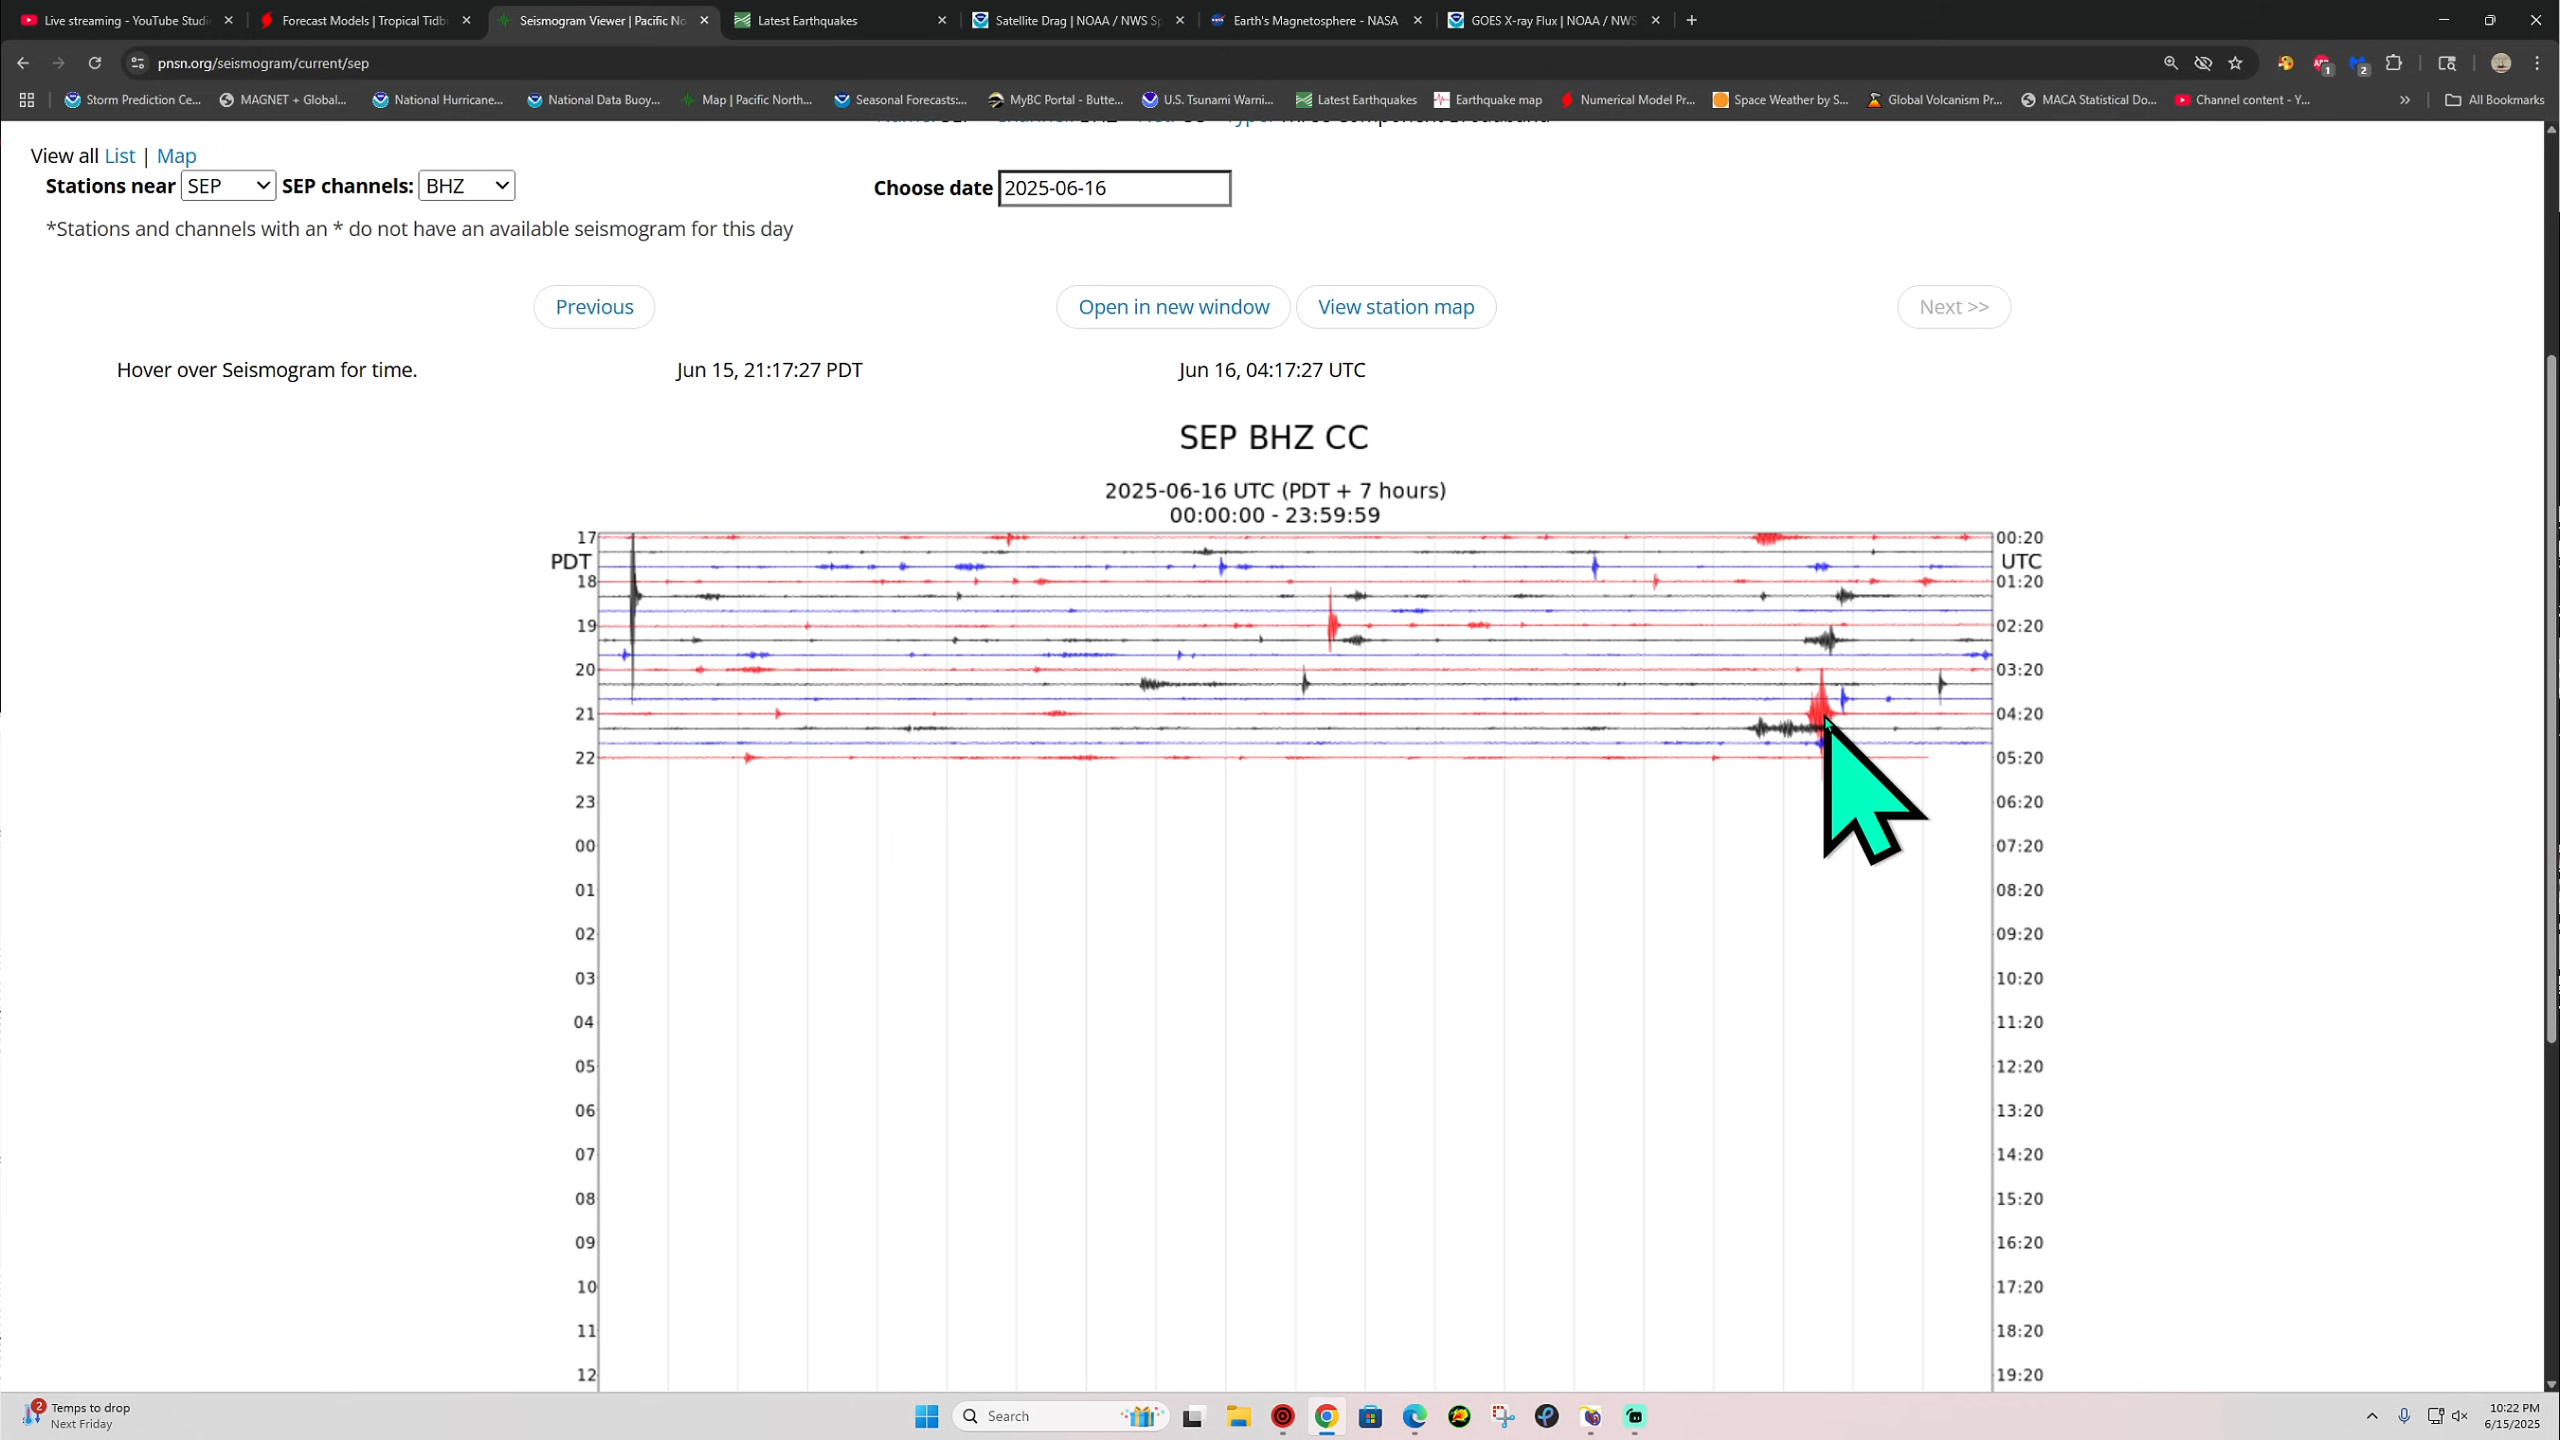 Live streaming - YouTube Studi
Forecast Models | Tropical Tidbi
Seismogram Viewer | Pacific No
Latest Earthquakes
Satellite Drag | NOAA / NWS Sp
Earth's Magnetosphere - NASA
GOES X-ray Flux | NOAA / NWS
pnsn.org/seismogram/current/sep
1
2
Storm Prediction Ce...
MAGNET + Global...
National Hurricane...
National Data Buoy...
Map | Pacific North...
Seasonal Forecasts:...
MyBC Portal - Butte...
U.S. Tsunami Warni...
Latest Earthquakes
Earthquake map
Numerical Model Pr...
Space Weather by S...
Global Volcanism Pr...
MACA Statistical Do...
Channel content - Y...
All Bookmarks
View all List | Map
Stations near SEP SEP channels: BHZ
Choose date 2025-06-16
*Stations and channels with an * do not have an available seismogram for this day
Previous
Open in new window
View station map
Next >>
Hover over Seismogram for time.
Jun 15, 21:17:27 PDT
Jun 16, 04:17:27 UTC
SEP BHZ CC
2025-06-16 UTC (PDT + 7 hours)
00:00:00 - 23:59:59
17 00:20
PDT UTC
18 01:20
19 02:20
20 03:20
21 04:20
22 05:20
23 06:20
00 07:20
01 08:20
02 09:20
03 10:20
04 11:20
05 12:20
06 13:20
07 14:20
08 15:20
09 16:20
10 17:20
11 18:20
12 19:20
2
Temps to drop
Next Friday
Search
10:22 PM
6/15/2025